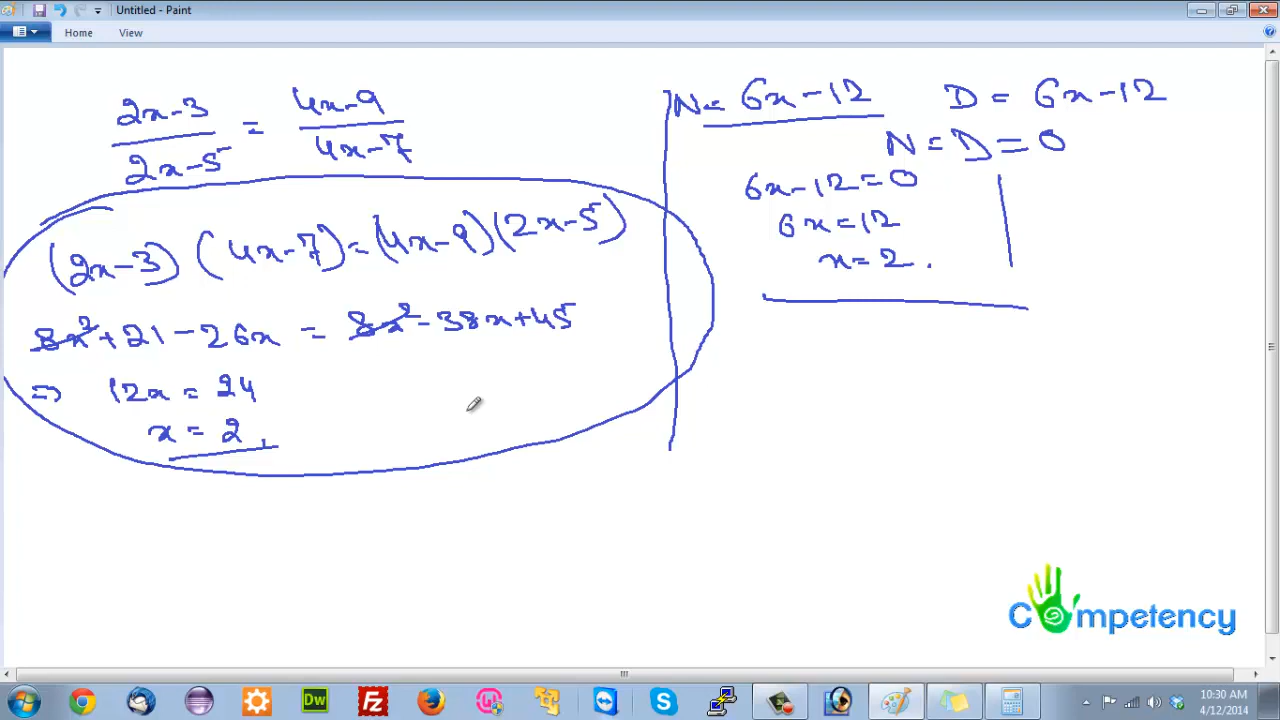 Untitled - Paint
Home View
2x-3 / 2x-5 = 4x-9 / 4x-7
(2x-3) (4x-7) = (4x-9)(2x-5)
8x²+21-26x = 8x²-38x+45
⇒ 12x = 24
x = 2
N = 6x-12 D = 6x-12
N = D = 0
6x-12=0
6x=12
x=2.
Competency
Dw
10:30 AM
4/12/2014